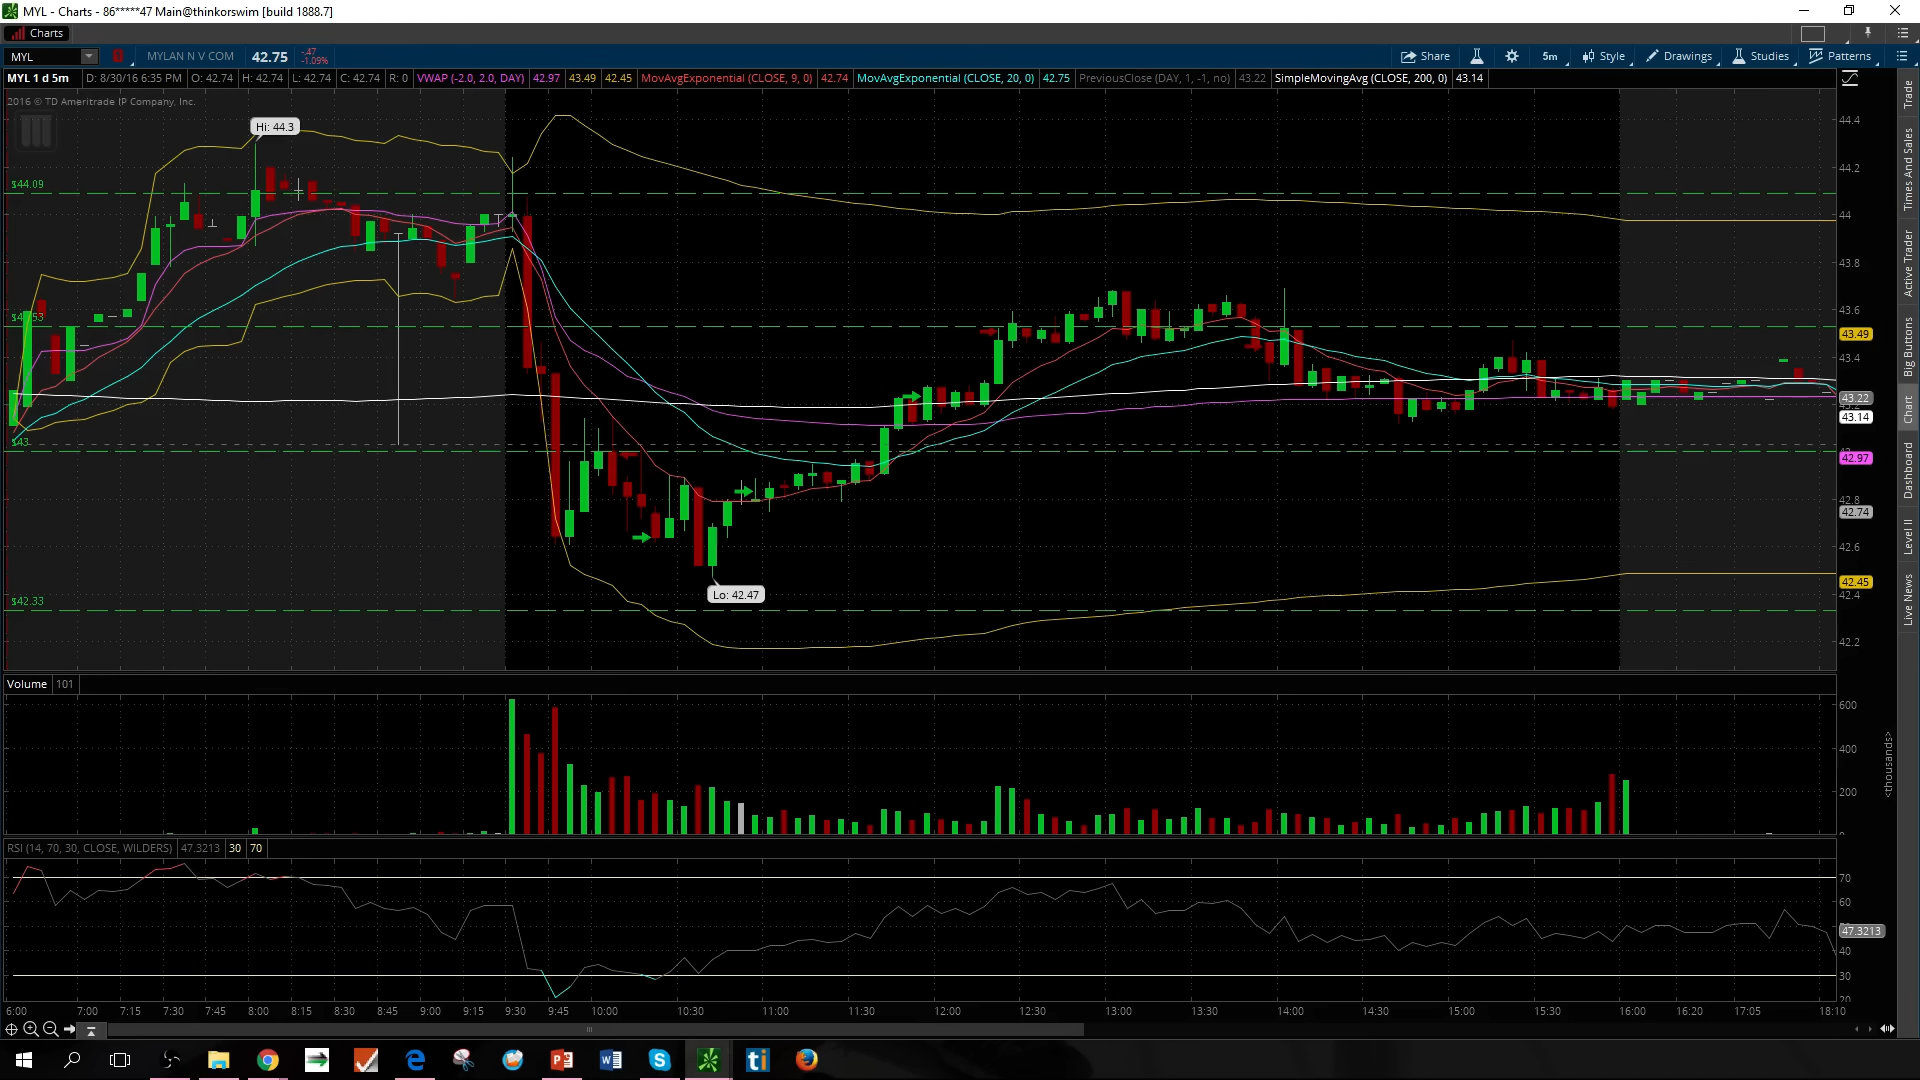 MYL - Charts - 86*****47 Main@thinkorswim [build 1888.7]
Charts
MYL MYLAN N V COM 42.75 -.47 -1.09% Share 5m Style Drawings Studies Patterns
MYL 1 d 5m D: 8/30/16 6:35 PM O: 42.74 H: 42.74 L: 42.74 C: 42.74 R: 0 VWAP (-2.0, 2.0, DAY) 42.97 43.49 42.45 MovAvgExponential (CLOSE, 9, 0) 42.74 MovAvgExponential (CLOSE, 20, 0) 42.75 PreviousClose (DAY, 1, -1, no) 43.22 SimpleMovingAvg (CLOSE, 200, 0) 43.14
2016 © TD Ameritrade IP Company, Inc.
Hi: 44.3
$44.09
$43
$42.33
Lo: 42.47
44.4
44.2
44
43.8
43.6
43.49
43.4
43.22
43.14
42.97
42.8
42.74
42.6
42.45
42.4
42.2
Trade
Times And Sales
Active Trader
Big Buttons
Chart
Dashboard
Level II
Live News
Volume 101
600
400
200
<thousands>
RSI (14, 70, 30, CLOSE, WILDERS) 47.3213 30 70
70
60
47.3213
40
30
20
6:00 7:00 7:15 7:30 7:45 8:00 8:15 8:30 8:45 9:00 9:15 9:30 9:45 10:00 10:30 11:00 11:30 12:00 12:30 13:00 13:30 14:00 14:30 15:00 15:30 16:00 16:20 17:05 18:10
ti